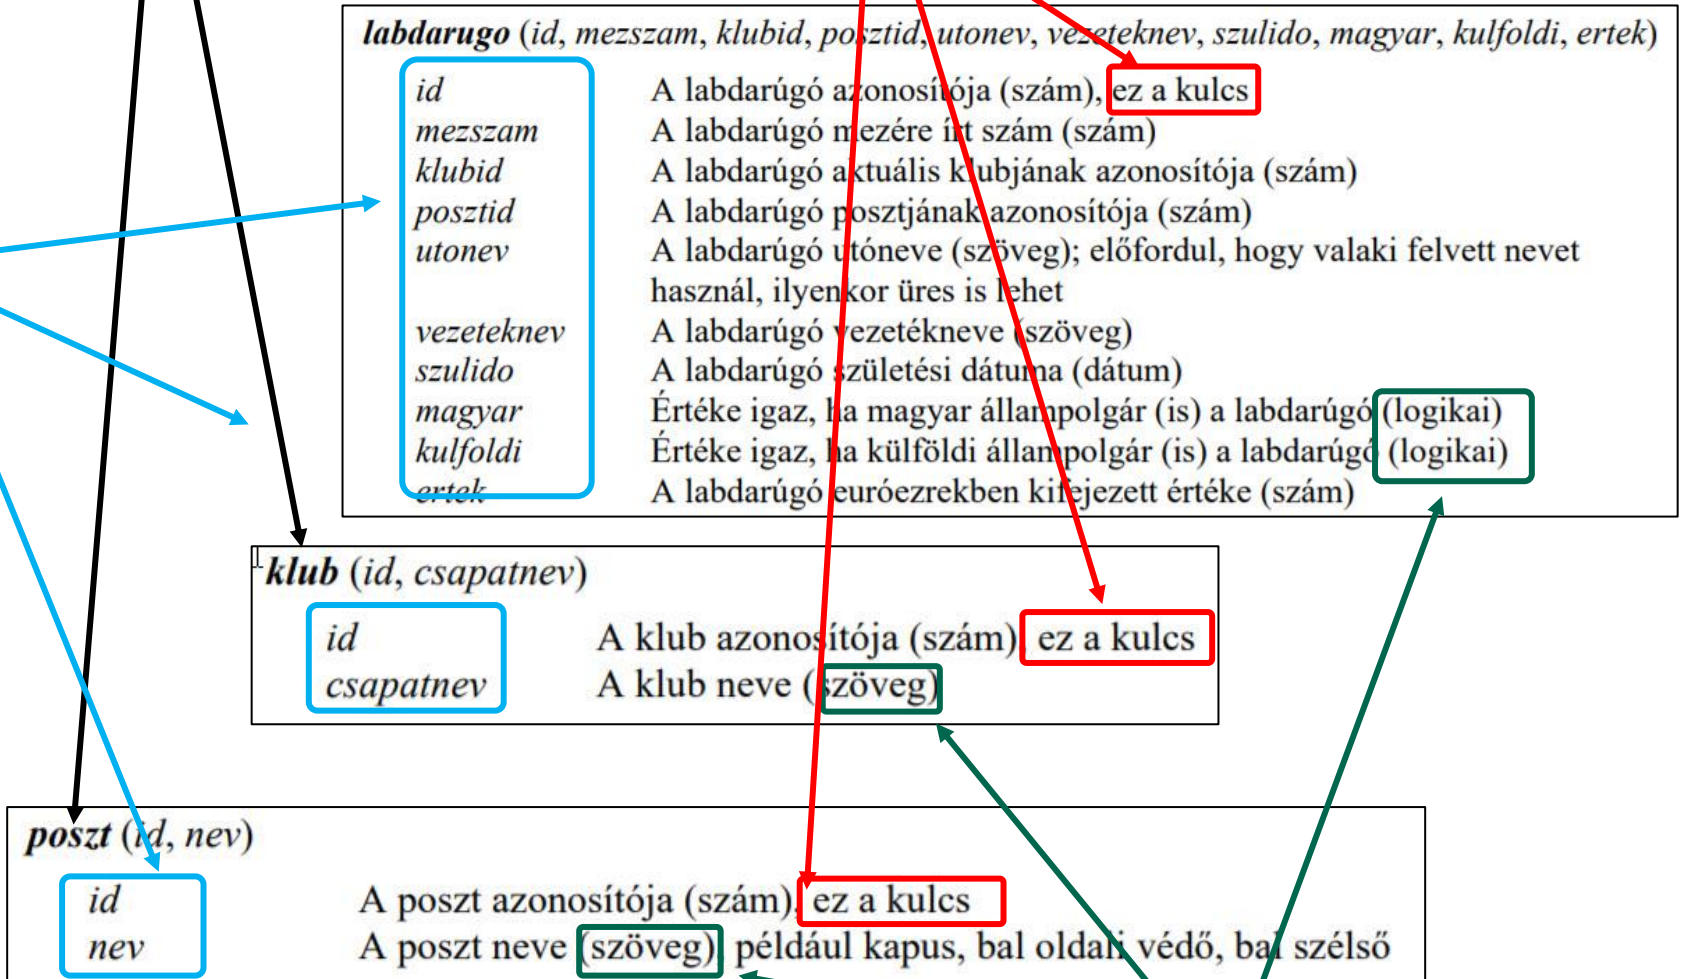 labdarugo (id, mezszam, klubid, posztid, utonev, vezeteknev, szulido, magyar, kulfoldi, ertek)
id A labdarúgó azonosítója (szám), ez a kulcs
mezszam A labdarúgó mezére írt szám (szám)
klubid A labdarúgó aktuális klubjának azonosítója (szám)
posztid A labdarúgó posztjának azonosítója (szám)
utonev A labdarúgó utóneve (szöveg); előfordul, hogy valaki felvett nevet
használ, ilyenkor üres is lehet
vezeteknev A labdarúgó vezetékneve (szöveg)
szulido A labdarúgó születési dátuma (dátum)
magyar Értéke igaz, ha magyar állampolgár (is) a labdarúgó (logikai)
kulfoldi Értéke igaz, ha külföldi állampolgár (is) a labdarúgó (logikai)
ertek A labdarúgó euróezrekben kifejezett értéke (szám)
klub (id, csapatnev)
id A klub azonosítója (szám), ez a kulcs
csapatnev A klub neve (szöveg)
poszt (id, nev)
id A poszt azonosítója (szám), ez a kulcs
nev A poszt neve (szöveg), például kapus, bal oldali védő, bal szélső